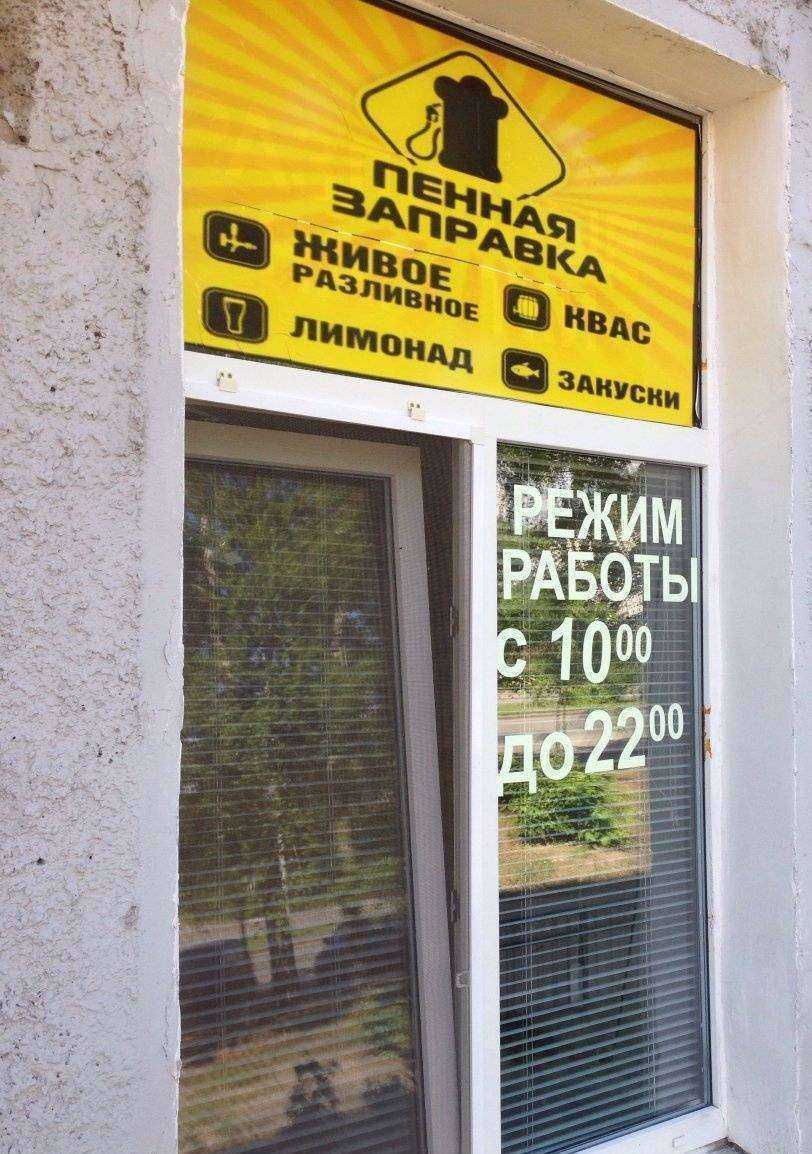 ПЕННАЯ
ЗАПРАВКА
ЖИВОЕ
РАЗЛИВНОЕ
КВАС
ЛИМОНАД
ЗАКУСКИ
РЕЖИМ
РАБОТЫ
с 10⁰⁰
до 22⁰⁰